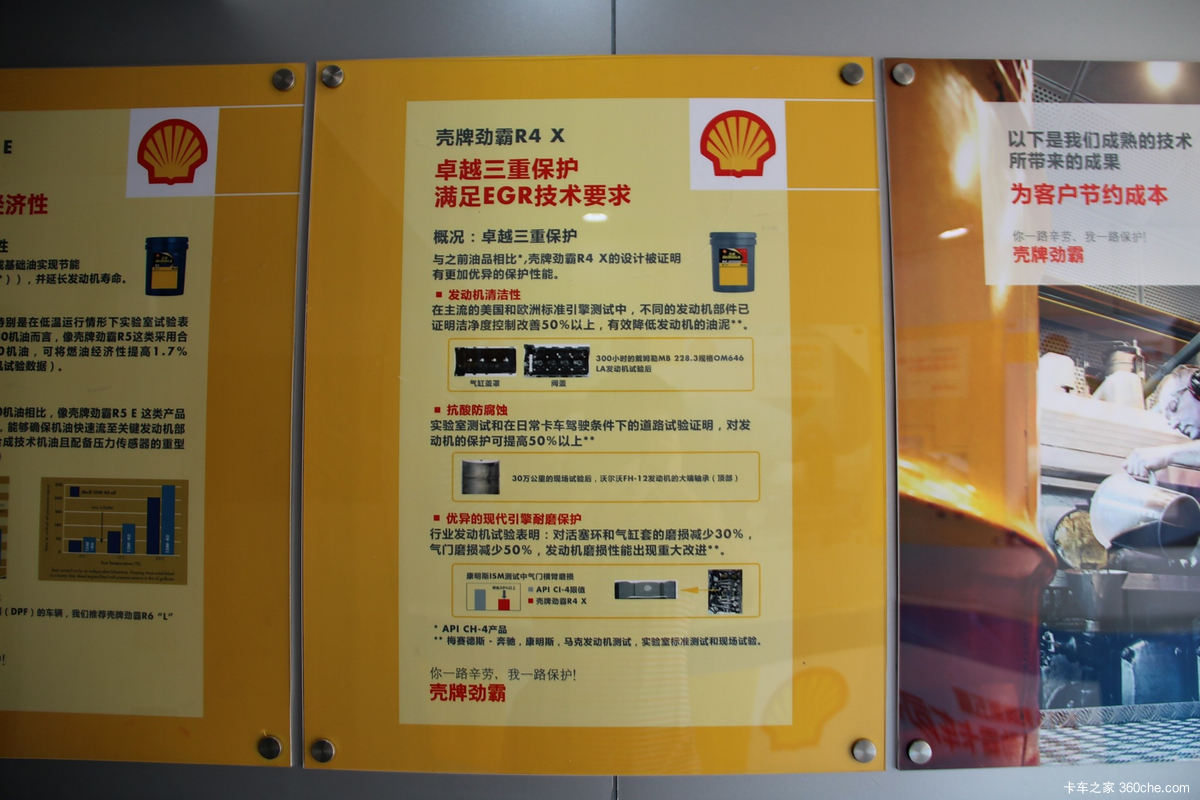 E
经济性
性
成基础油实现节能
*）），并延长发动机寿命。
特别是在低温运行情形下实验室试验表
0机油而言，像壳牌劲霸R5这类采用合
0机油，可将燃油经济性提高1.7%
机试验数据）。
0机油相比，像壳牌劲霸R5 E 这类产品
，能够确保机油快速流至关键发动机部
合成技术机油且配备压力传感器的重型
（DPF）的车辆，我们推荐壳牌劲霸R6 “L”
壳牌劲霸R4 X
卓越三重保护
满足EGR技术要求
概况：卓越三重保护
与之前油品相比*,壳牌劲霸R4 X的设计被证明
有更加优异的保护性能。
■ 发动机清洁性
在主流的美国和欧洲标准引擎测试中，不同的发动机部件已
证明洁净度控制改善50%以上，有效降低发动机的油泥**。
300小时的戴姆勒MB 228.3规格OM646
LA发动机试验后
气缸盖罩 阀盖
■ 抗酸防腐蚀
实验室测试和在日常卡车驾驶条件下的道路试验证明，对发
动机的保护可提高50%以上**
30万公里的现场试验后，沃尔沃FH-12发动机的大端轴承（顶部）
■ 优异的现代引擎耐磨保护
行业发动机试验表明：对活塞环和气缸套的磨损减少30%，
气门磨损减少50%，发动机磨损性能出现重大改进**。
康明斯ISM测试中气门横臂磨损
API CI-4限值
壳牌劲霸R4 X
* API CH-4产品
** 梅赛德斯 - 奔驰，康明斯，马克发动机测试，实验室标准测试和现场试验。
你一路辛劳、我一路保护!
壳牌劲霸
以下是我们成熟的技术
所带来的成果
为客户节约成本
你一路辛劳、我一路保护!
壳牌劲霸
卡车之家 360che.com